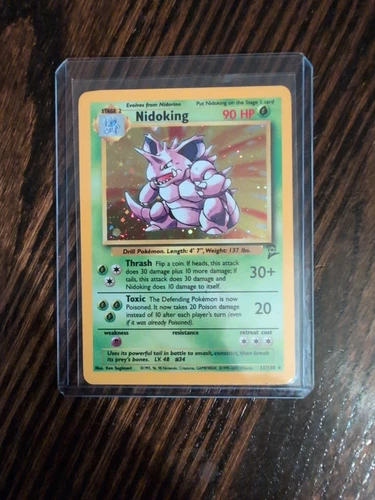 STAGE 2
Evolves from Nidorino
Put Nidoking on the Stage 1 card
Nidoking
90 HP
Drill Pokémon. Length: 4' 7", Weight: 137 lbs.
Thrash Flip a coin. If heads, this attack
does 30 damage plus 10 more damage; if
tails, this attack does 30 damage and
Nidoking does 10 damage to itself.
30+
Toxic The Defending Pokémon is now
Poisoned. It now takes 20 Poison damage
instead of 10 after each player's turn (even
if it was already Poisoned).
20
weakness
resistance
retreat cost
Uses its powerful tail in battle to smash, constrict, then break
its prey's bones. LV. 48 #34
Illus. Ken Sugimori